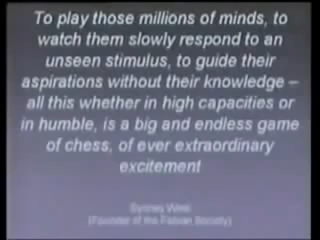 To play those millions of minds, to
watch them slowly respond to an
unseen stimulus, to guide their
aspirations without their knowledge –
all this whether in high capacities or
in humble, is a big and endless game
of chess, of ever extraordinary
excitement
(Founder of the Fabian Society)